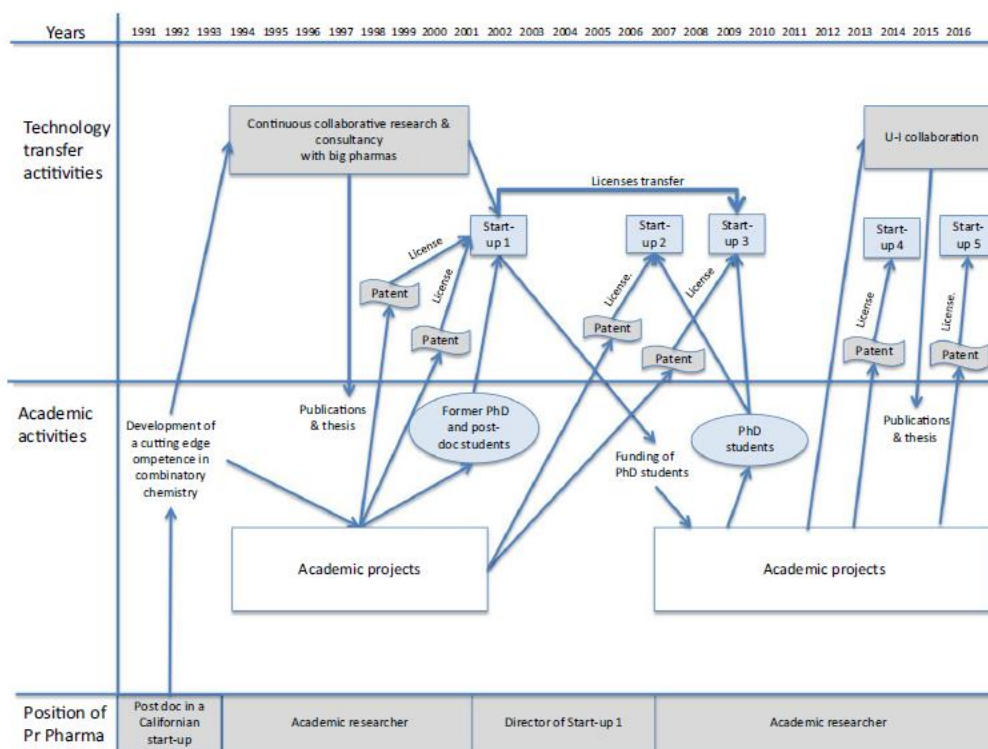 Years
1991 1992 1993 1994 1995 1996 1997 1998 1999 2000 2001 2002 2003 2004 2005 2006 2007 2008 2009 2010 2011 2012 2013 2014 2015 2016
Technology
transfer
actitivities
Continuous collaborative research &
consultancy
with big pharmas
U-I collaboration
Licenses transfer
Start-
up 1
Start-
up 2
Start-
up 3
Start-
up 4
Start-
up 5
License
License
License.
License
License
License.
Patent
Patent
Patent
Patent
Patent
Patent
Academic
activities
Development of
a cutting edge
ompetence in
combinatory
chemistry
Publications
& thesis
Former PhD
and post-
doc students
Funding of
PhD students
PhD
students
Publications
& thesis
Academic projects
Academic projects
Position of
Pr Pharma
Post doc in a
Californian
start-up
Academic researcher
Director of Start-up 1
Academic researcher